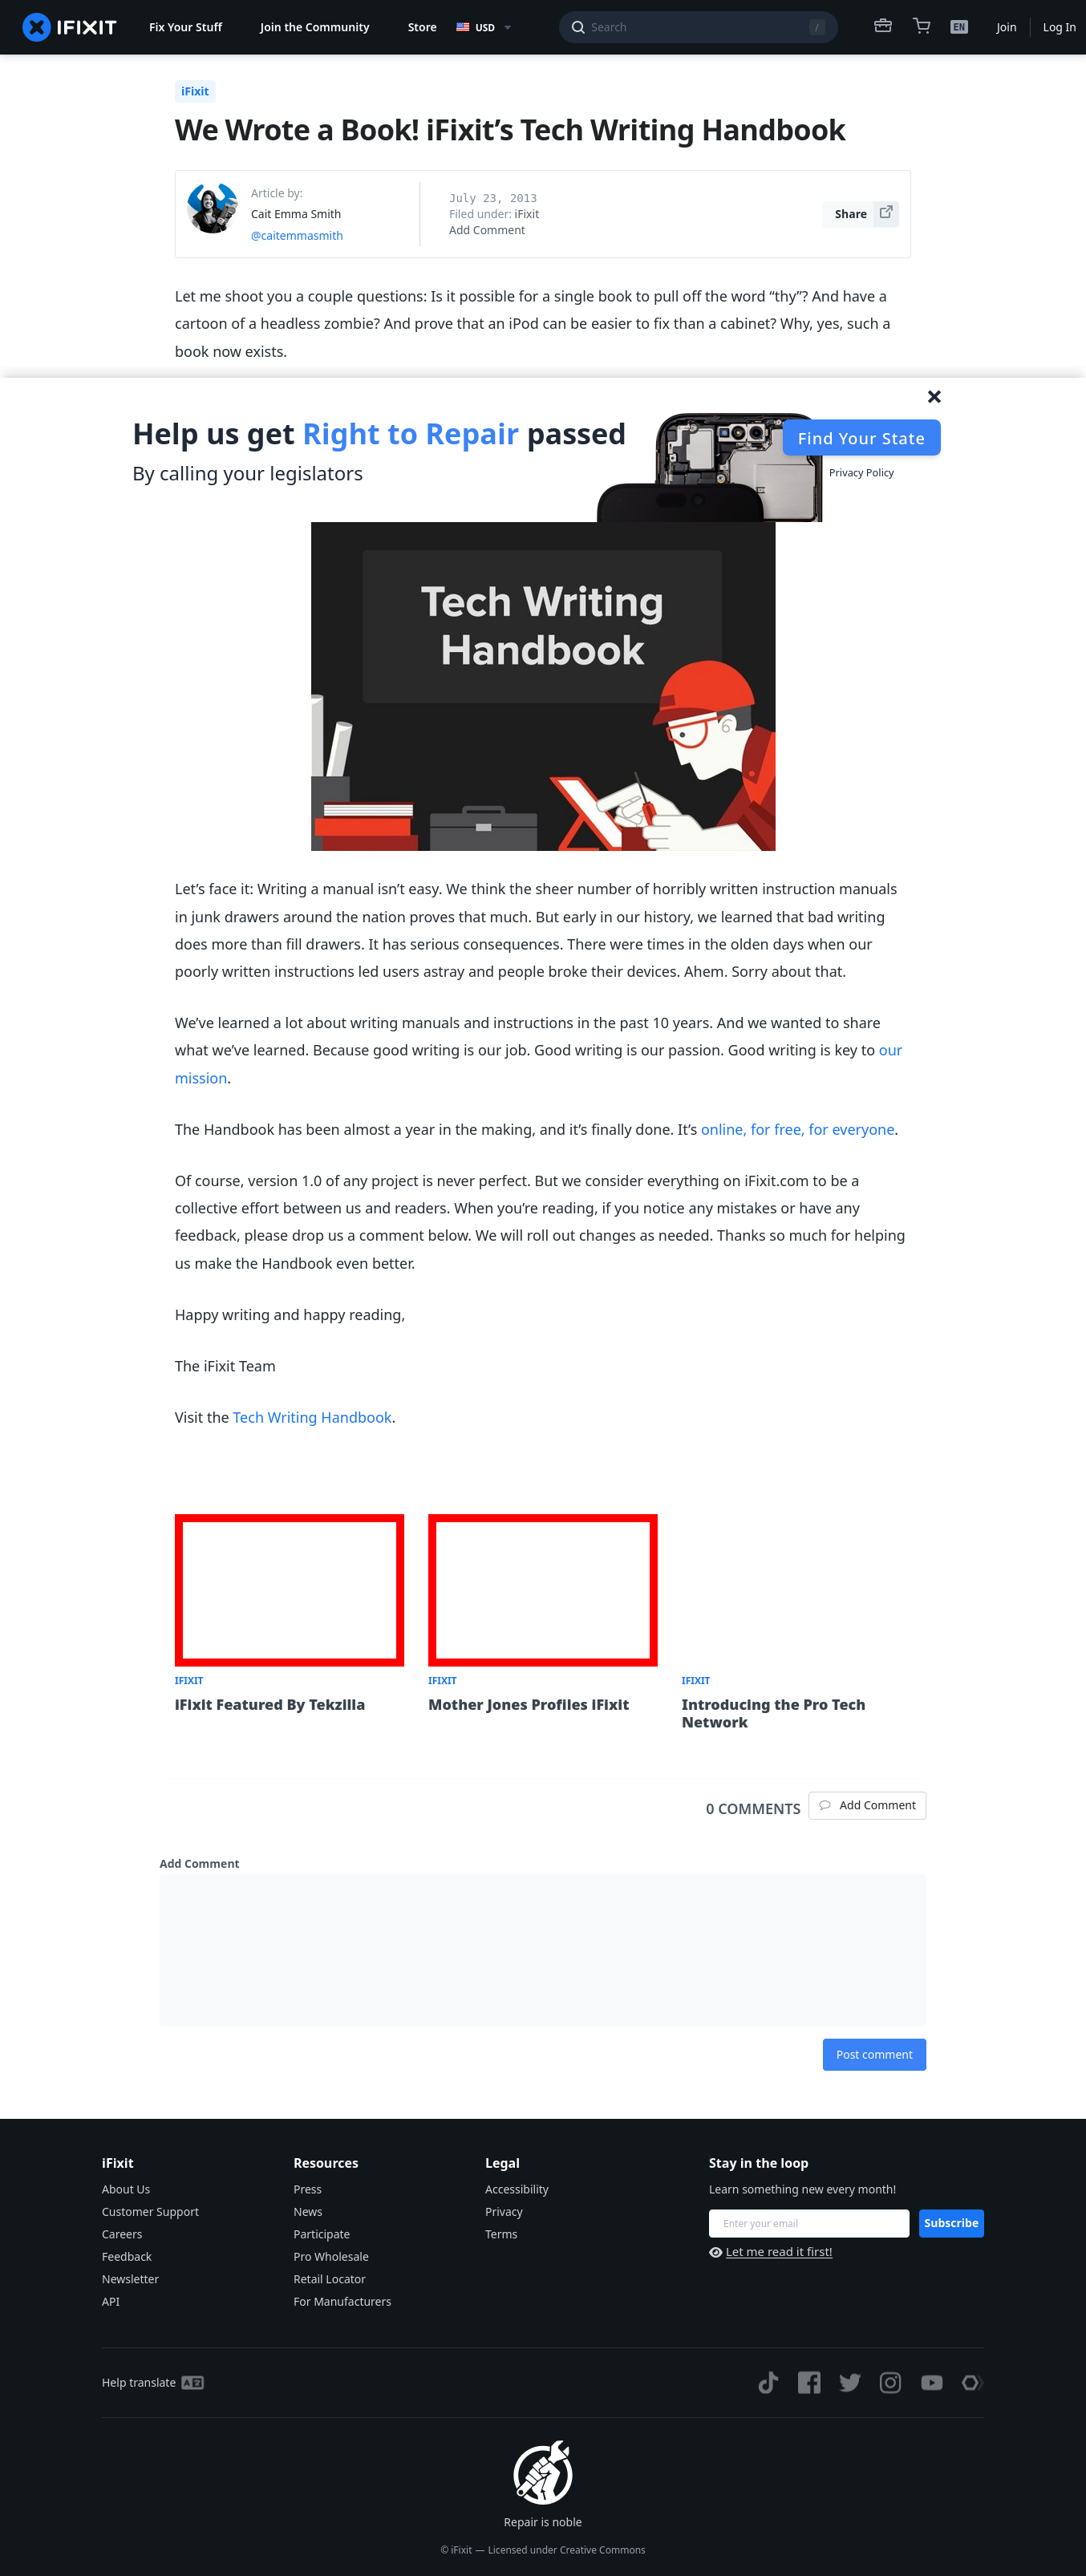 IFIXIT
Fix Your Stuff
Join the Community
Store
USD
Search
/
EN
Join
Log In
iFixit
We Wrote a Book! iFixit’s Tech Writing Handbook
Article by:
Cait Emma Smith
@caitemmasmith
July 23, 2013
Filed under: iFixit
Add Comment
Share
Let me shoot you a couple questions: Is it possible for a single book to pull off the word “thy”? And have a
cartoon of a headless zombie? And prove that an iPod can be easier to fix than a cabinet? Why, yes, such a
book now exists.
Help us get Right to Repair passed
By calling your legislators
Find Your State
Privacy Policy
Tech Writing
Handbook
Let’s face it: Writing a manual isn’t easy. We think the sheer number of horribly written instruction manuals
in junk drawers around the nation proves that much. But early in our history, we learned that bad writing
does more than fill drawers. It has serious consequences. There were times in the olden days when our
poorly written instructions led users astray and people broke their devices. Ahem. Sorry about that.
We’ve learned a lot about writing manuals and instructions in the past 10 years. And we wanted to share
what we’ve learned. Because good writing is our job. Good writing is our passion. Good writing is key to our
mission.
The Handbook has been almost a year in the making, and it’s finally done. It’s online, for free, for everyone.
Of course, version 1.0 of any project is never perfect. But we consider everything on iFixit.com to be a
collective effort between us and readers. When you’re reading, if you notice any mistakes or have any
feedback, please drop us a comment below. We will roll out changes as needed. Thanks so much for helping
us make the Handbook even better.
Happy writing and happy reading,
The iFixit Team
Visit the Tech Writing Handbook.
IFIXIT
iFixit Featured By Tekzilla
IFIXIT
Mother Jones Profiles iFixit
IFIXIT
Introducing the Pro Tech
Network
0 COMMENTS
Add Comment
Add Comment
Post comment
iFixit
About Us
Customer Support
Careers
Feedback
Newsletter
API
Resources
Press
News
Participate
Pro Wholesale
Retail Locator
For Manufacturers
Legal
Accessibility
Privacy
Terms
Stay in the loop
Learn something new every month!
Enter your email
Subscribe
Let me read it first!
Help translate
Repair is noble
© iFixit — Licensed under Creative Commons